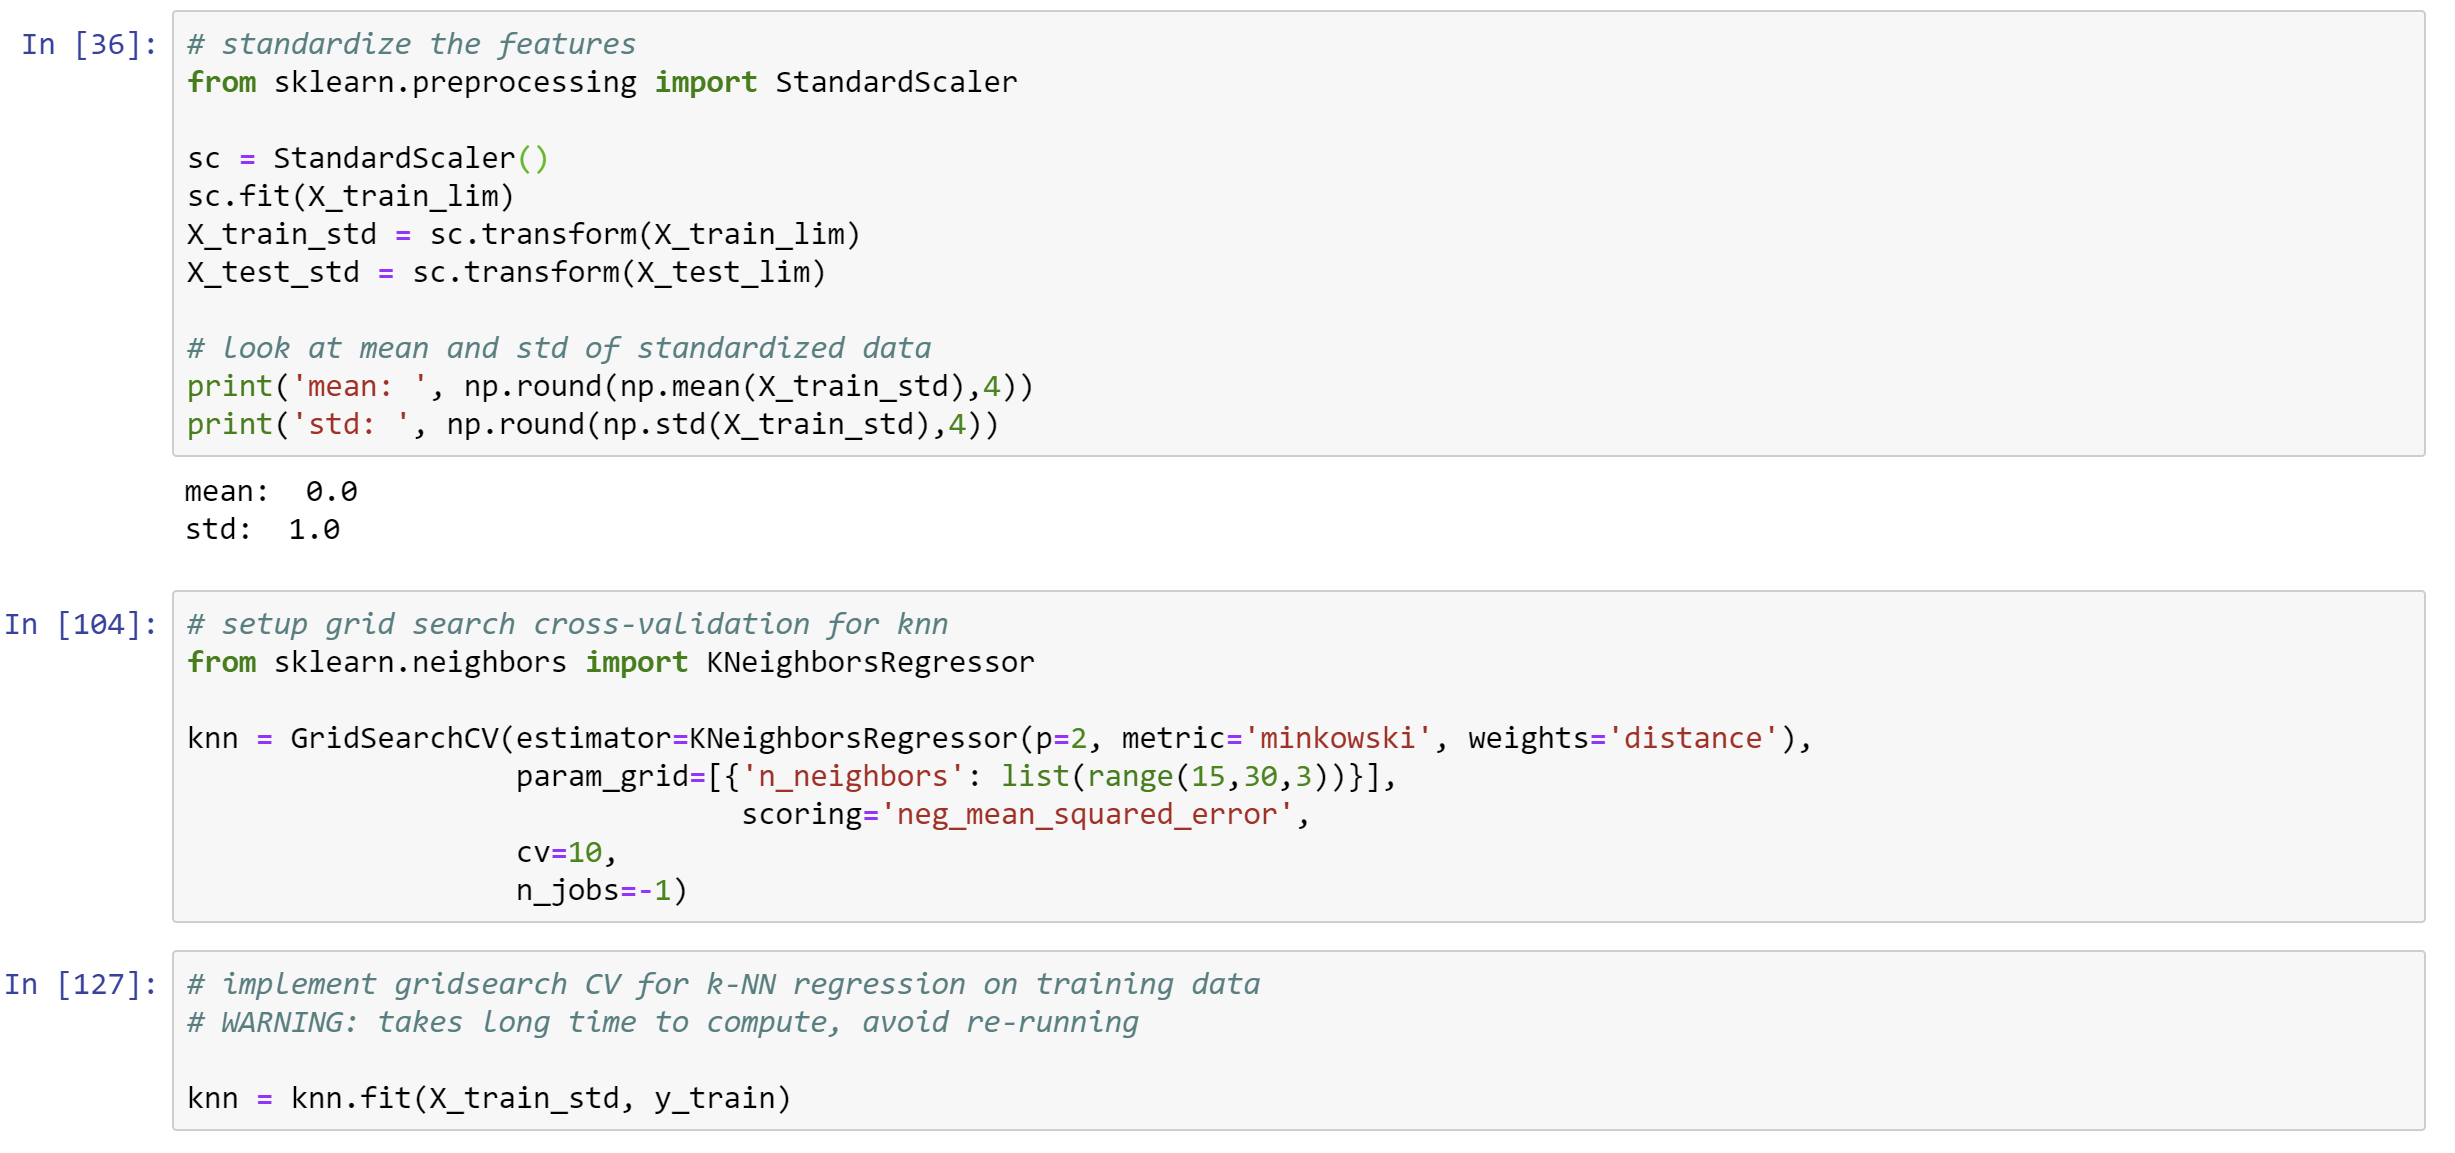 In [36]:
# standardize the features
from sklearn.preprocessing import StandardScaler
sc = StandardScaler()
sc.fit(X_train_lim)
X_train_std = sc.transform(X_train_lim)
X_test_std = sc.transform(X_test_lim)
# look at mean and std of standardized data
print('mean: ', np.round(np.mean(X_train_std),4))
print('std: ', np.round(np.std(X_train_std),4))
mean:  0.0
std:  1.0
In [104]:
# setup grid search cross-validation for knn
from sklearn.neighbors import KNeighborsRegressor
knn = GridSearchCV(estimator=KNeighborsRegressor(p=2, metric='minkowski', weights='distance'),
param_grid=[{'n_neighbors': list(range(15,30,3))}],
scoring='neg_mean_squared_error',
cv=10,
n_jobs=-1)
In [127]:
# implement gridsearch CV for k-NN regression on training data
# WARNING: takes long time to compute, avoid re-running
knn = knn.fit(X_train_std, y_train)